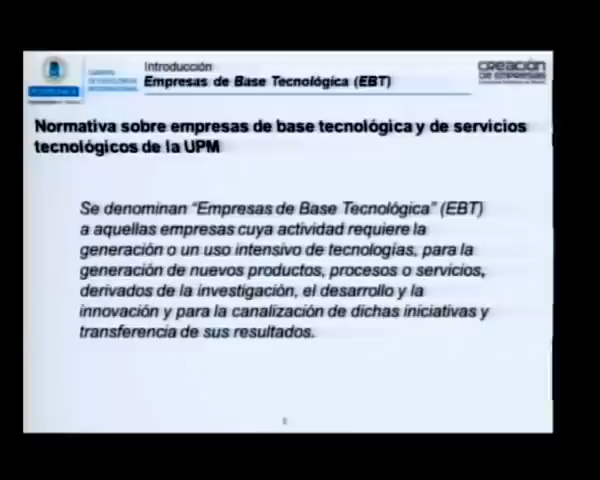 Introducción
Empresas de Base Tecnológica (EBT)
CREACIÓN
DE EMPRESAS
Normativa sobre empresas de base tecnológica y de servicios
tecnológicos de la UPM
Se denominan “Empresas de Base Tecnológica” (EBT)
a aquellas empresas cuya actividad requiere la
generación o un uso intensivo de tecnologías, para la
generación de nuevos productos, procesos o servicios,
derivados de la investigación, el desarrollo y la
innovación y para la canalización de dichas iniciativas y
transferencia de sus resultados.